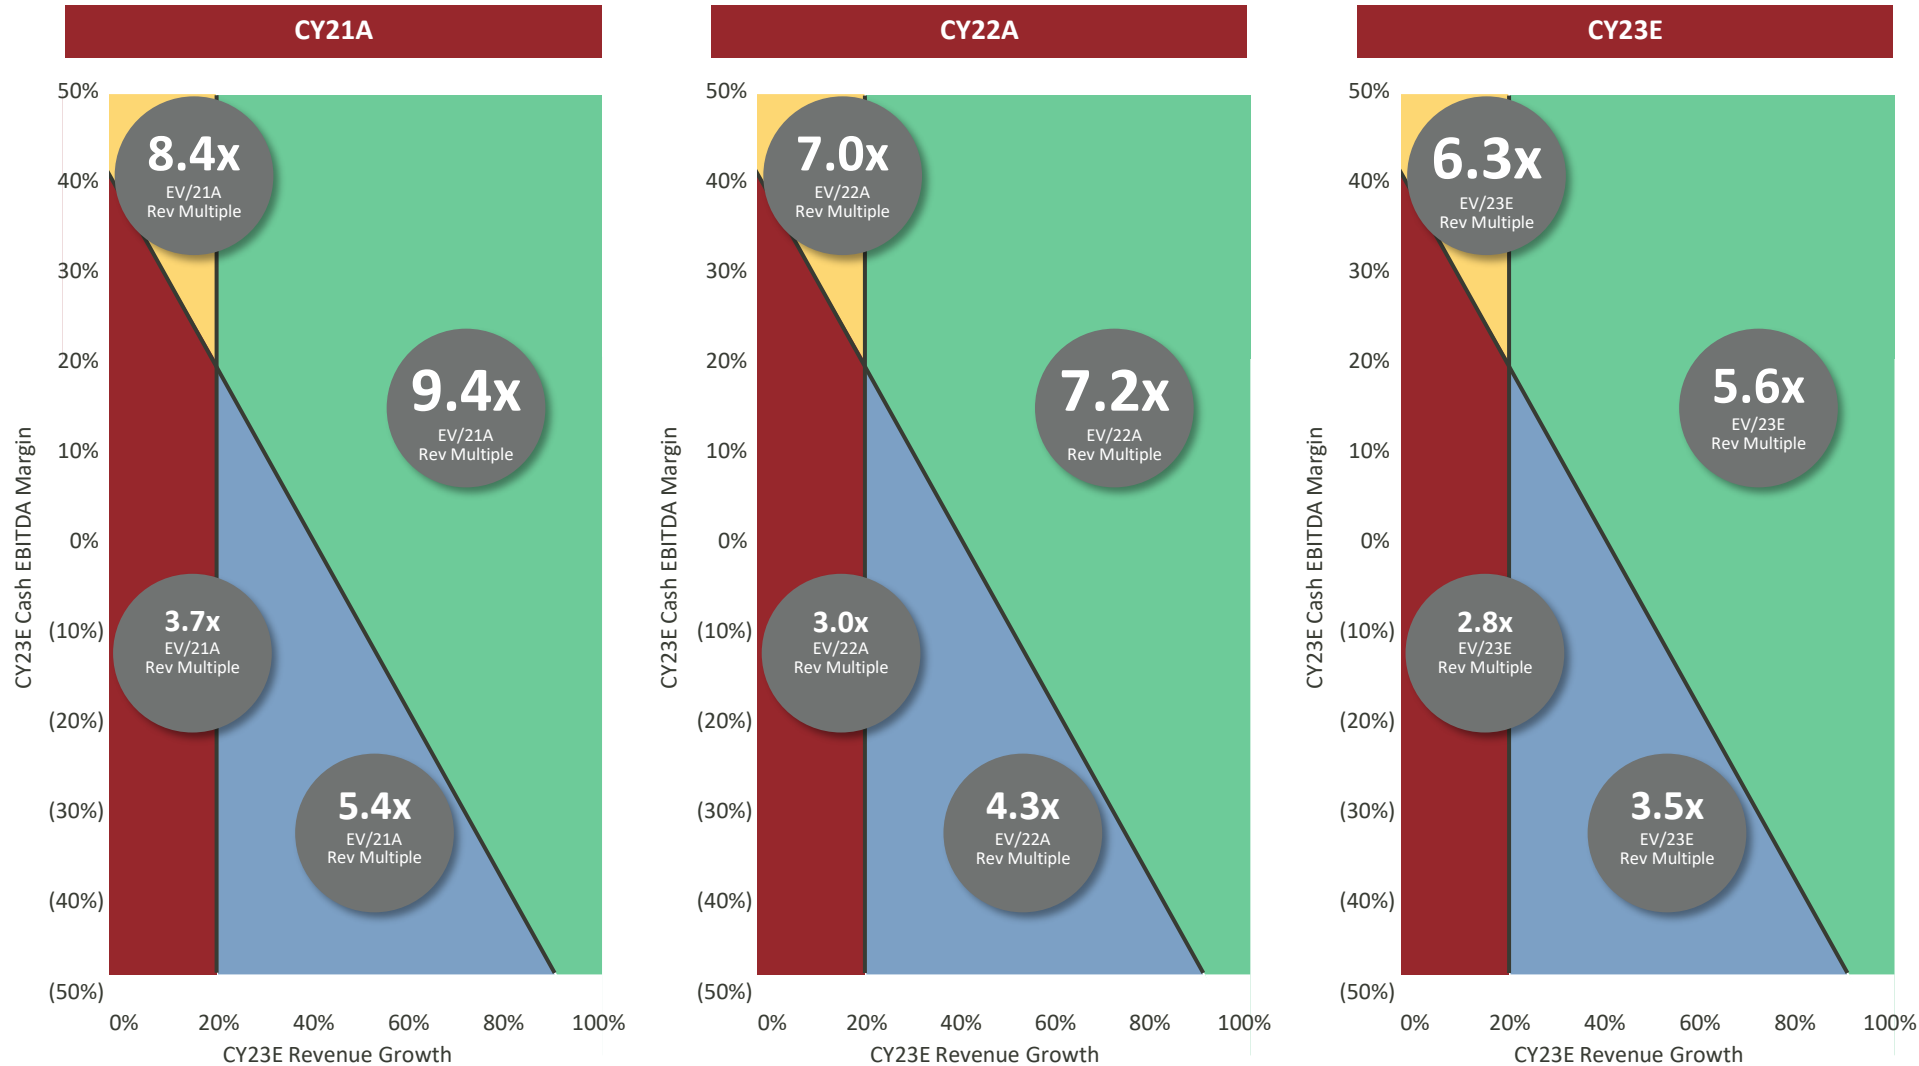 CY21A
50%
40%
30%
20%
10%
0%
(10%)
(20%)
(30%)
(40%)
(50%)
CY23E Cash EBITDA Margin
8.4x
EV/21A
Rev Multiple
9.4x
EV/21A
Rev Multiple
3.7x
EV/21A
Rev Multiple
5.4x
EV/21A
Rev Multiple
0% 20% 40% 60% 80% 100%
CY23E Revenue Growth
CY22A
50%
40%
30%
20%
10%
0%
(10%)
(20%)
(30%)
(40%)
(50%)
CY23E Cash EBITDA Margin
7.0x
EV/22A
Rev Multiple
7.2x
EV/22A
Rev Multiple
3.0x
EV/22A
Rev Multiple
4.3x
EV/22A
Rev Multiple
0% 20% 40% 60% 80% 100%
CY23E Revenue Growth
CY23E
50%
40%
30%
20%
10%
0%
(10%)
(20%)
(30%)
(40%)
(50%)
CY23E Cash EBITDA Margin
6.3x
EV/23E
Rev Multiple
5.6x
EV/23E
Rev Multiple
2.8x
EV/23E
Rev Multiple
3.5x
EV/23E
Rev Multiple
0% 20% 40% 60% 80% 100%
CY23E Revenue Growth